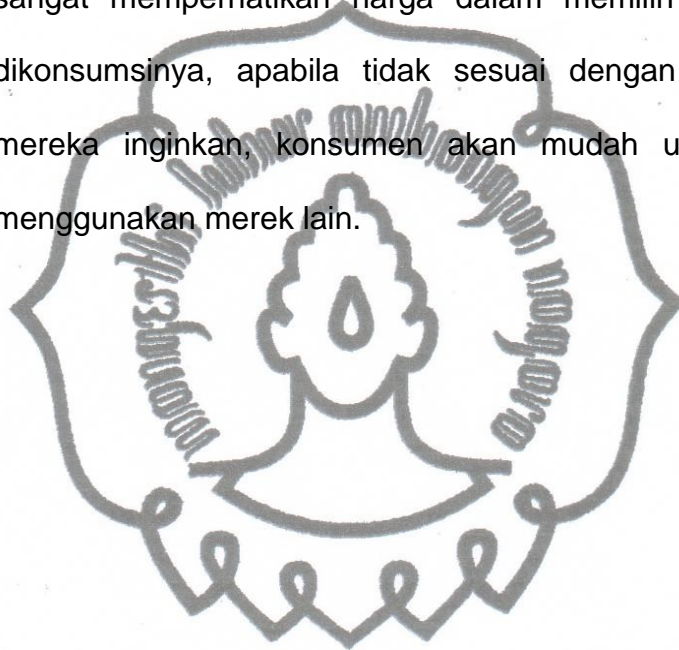 sangat memperhatikan harga dalam memilih
dikonsumsinya, apabila tidak sesuai dengan
mereka inginkan, konsumen akan mudah u
menggunakan merek lain.